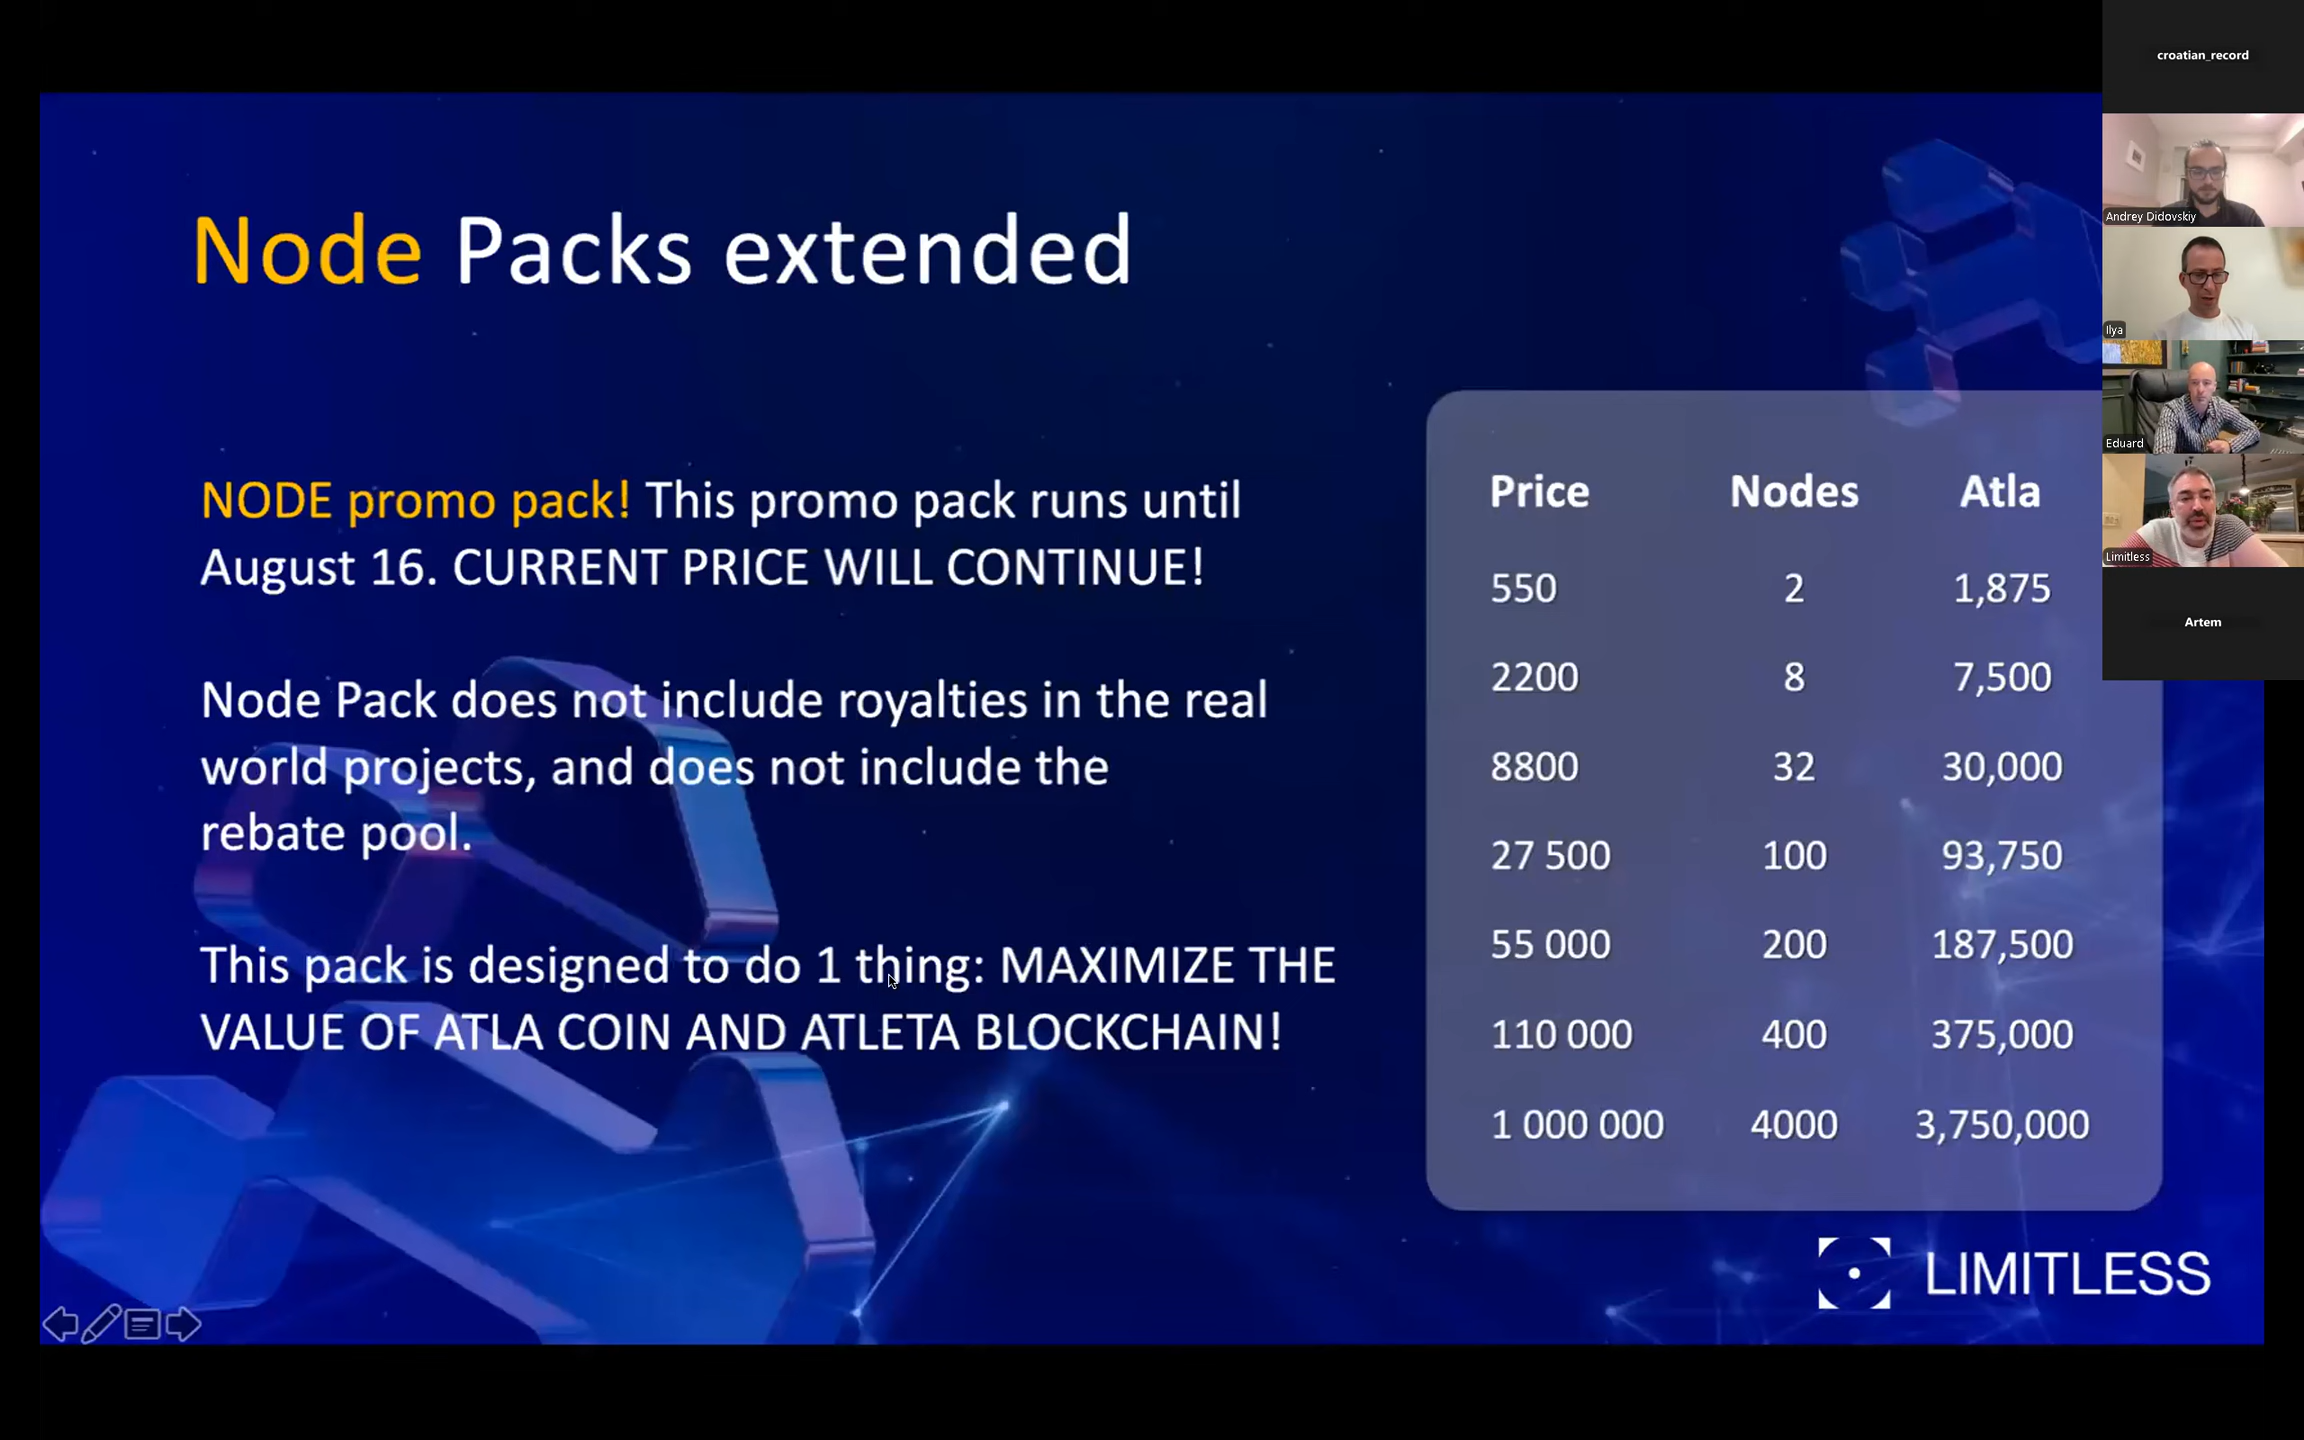 Node Packs extended
NODE promo pack! This promo pack runs until
August 16. CURRENT PRICE WILL CONTINUE!
Node Pack does not include royalties in the real
world projects, and does not include the
rebate pool.
This pack is designed to do 1 thing: MAXIMIZE THE
VALUE OF ATLA COIN AND ATLETA BLOCKCHAIN!
Price Nodes Atla
550 2 1,875
2200 8 7,500
8800 32 30,000
27 500 100 93,750
55 000 200 187,500
110 000 400 375,000
1 000 000 4000 3,750,000
LIMITLESS
croatian_record
Andrey Didovskiy
Ilya
Eduard
Limitless
Artem